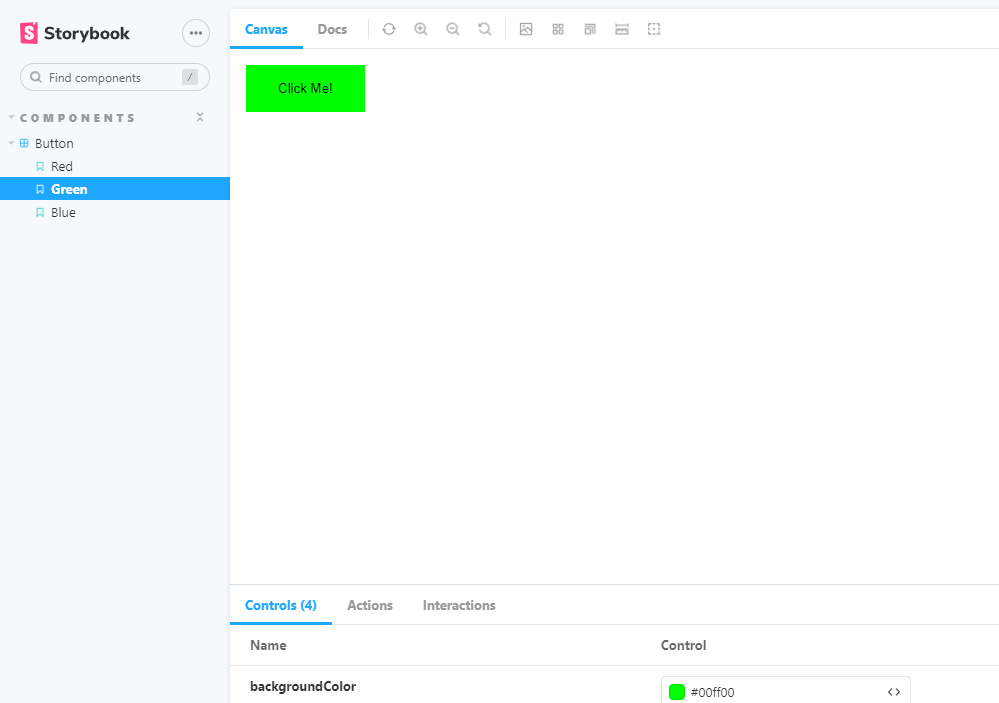 Storybook
Find components
/
COMPONENTS
Button
Red
Green
Blue
Canvas
Docs
Click Me!
Controls (4)
Actions
Interactions
Name
Control
backgroundColor
#00ff00